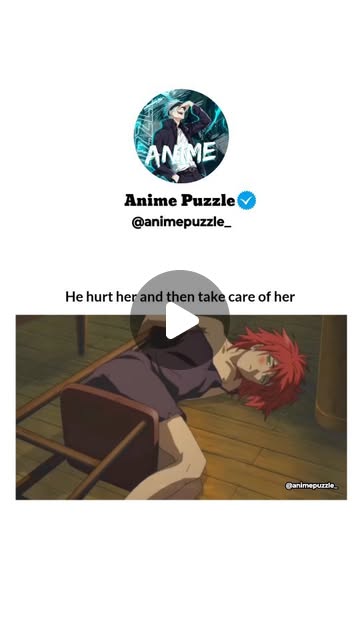 ANIME
Anime Puzzle
@animepuzzle_
He hurt her and then take care of her
@animepuzzle_